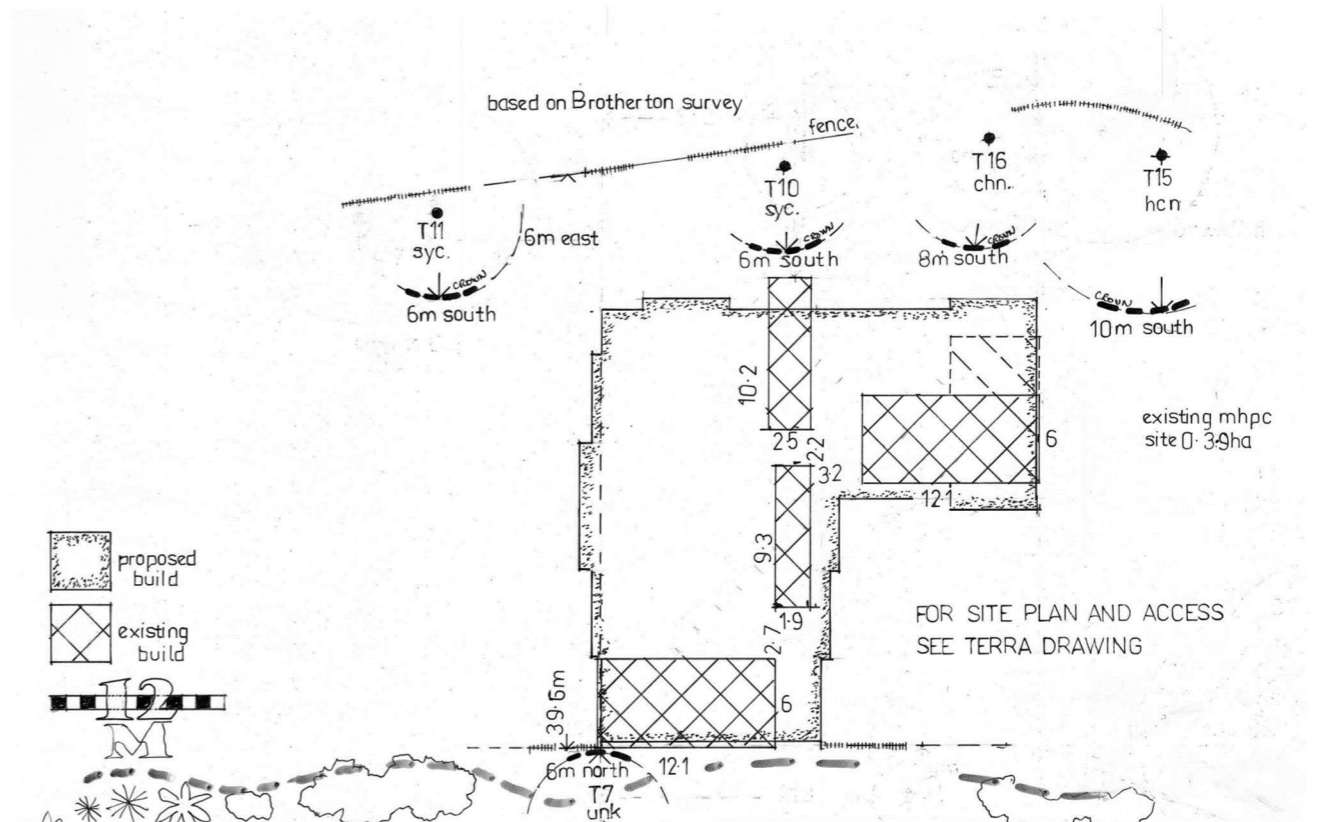 based on Brotherton survey
fence
T11
syc.
6m east
CROWN
6m south
T10
syc.
CROWN
6m south
T16
chn.
CROWN
8m south
T15
hcn
CROWN
10m south
10·2
2·5
2·2
3·2
6
12·1
existing mhpc
site 0·39ha
9·3
1·9
2·7
proposed
build
existing
build
FOR SITE PLAN AND ACCESS
SEE TERRA DRAWING
12
M
39·6m
6
12·1
6m north
T7
unk